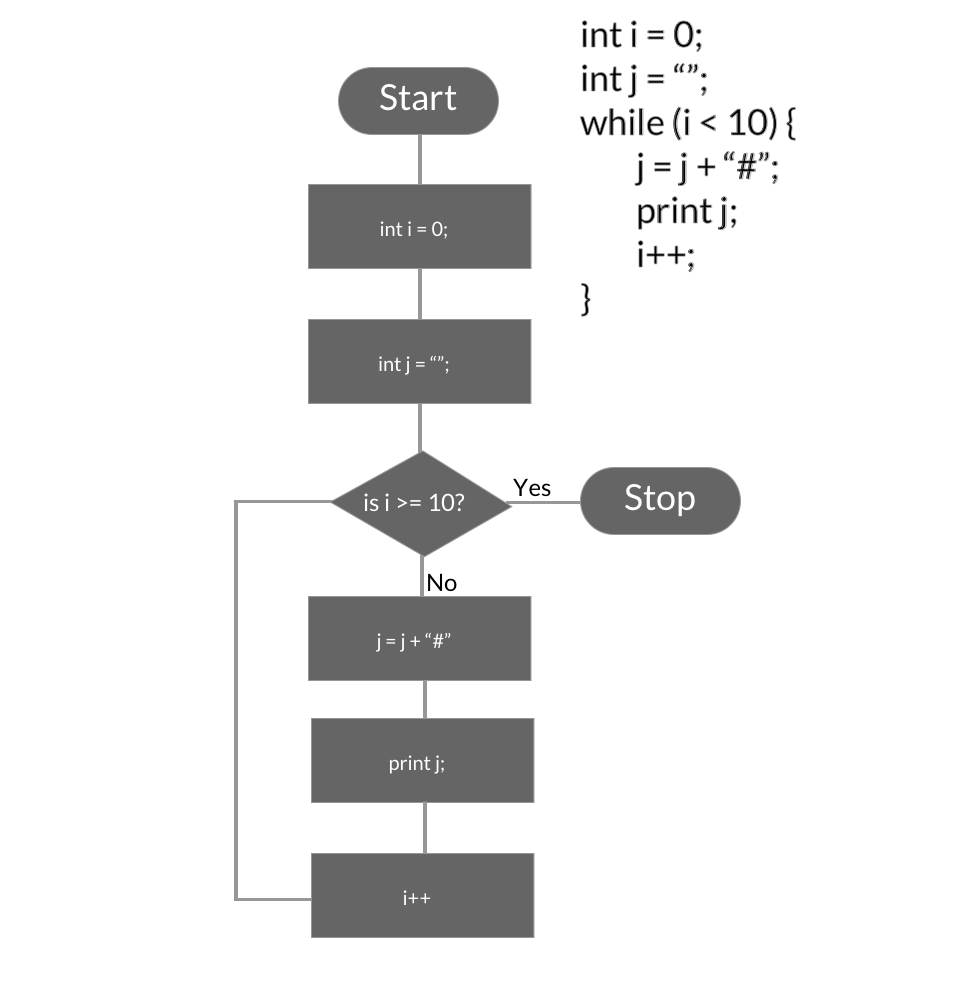 int i = 0;
int j = “”;
while (i < 10) {
j = j + “#”;
print j;
i++;
}
Start
int i = 0;
int j = “”;
is i >= 10?
Yes
Stop
No
j = j + “#”
print j;
i++